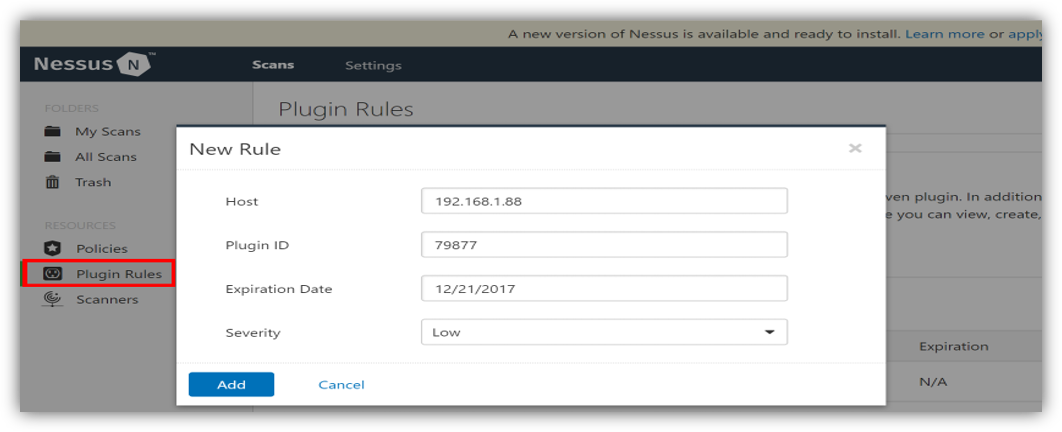 A new version of Nessus is available and ready to install. Learn more or apply
Nessus N ™
Scans Settings
FOLDERS
My Scans
All Scans
Trash
RESOURCES
Policies
Plugin Rules
Scanners
Plugin Rules
New Rule ×
Host 192.168.1.88
Plugin ID 79877
Expiration Date 12/21/2017
Severity Low
Add Cancel
ven plugin. In addition
e you can view, create,
Expiration
N/A